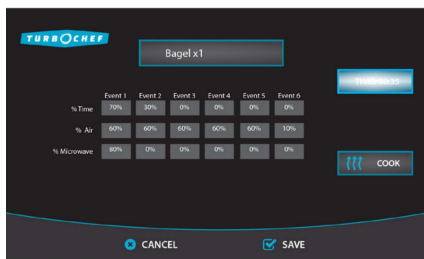 TURBOCHEF
Bagel x1
Event 1 Event 2 Event 3 Event 4 Event 5 Event 6
% Time 70% 30% 0% 0% 0% 0%
% Air 60% 60% 60% 60% 60% 10%
% Microwave 80% 0% 0% 0% 0% 0%
COOK
CANCEL SAVE